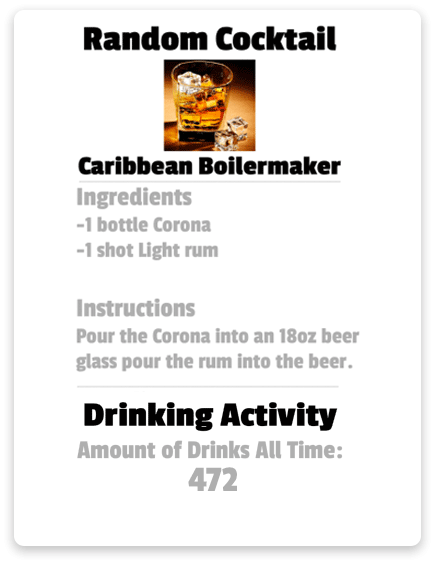 Random Cocktail
Caribbean Boilermaker
Ingredients
-1 bottle Corona
-1 shot Light rum
Instructions
Pour the Corona into an 18oz beer
glass pour the rum into the beer.
Drinking Activity
Amount of Drinks All Time:
472